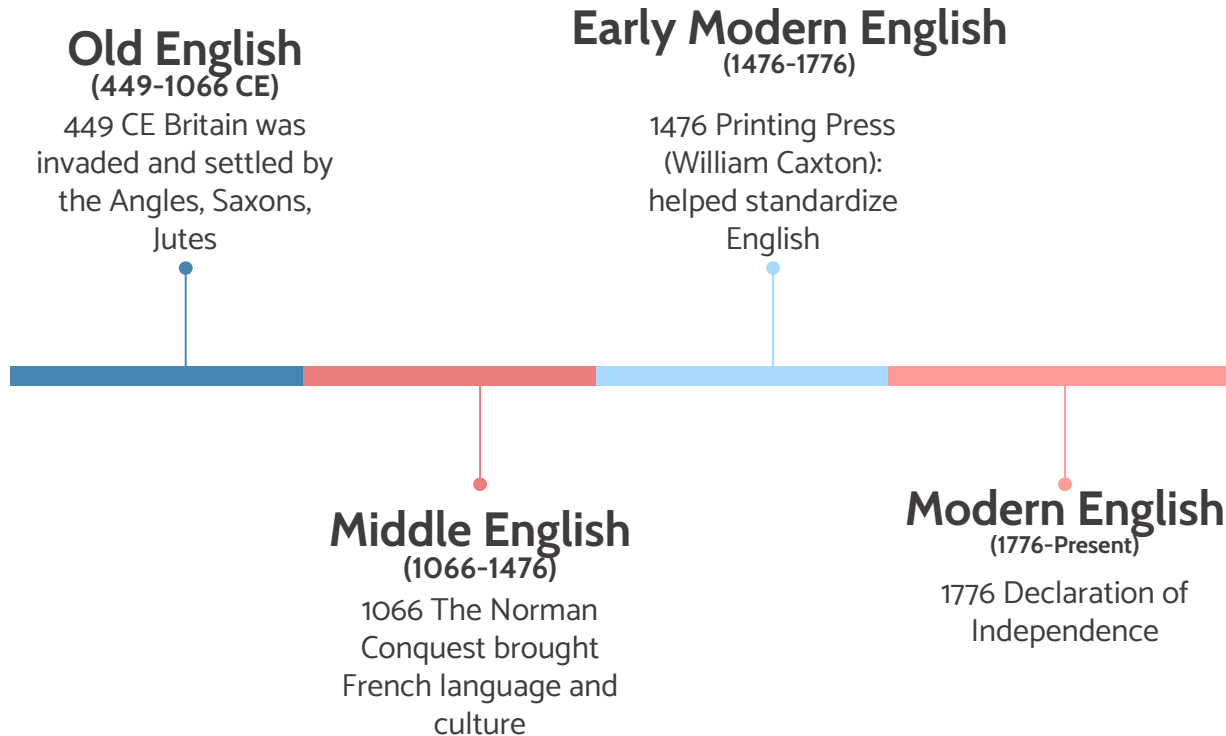 Old English
(449-1066 CE)
449 CE Britain was
invaded and settled by
the Angles, Saxons,
Jutes
Early Modern English
(1476-1776)
1476 Printing Press
(William Caxton):
helped standardize
English
Middle English
(1066-1476)
1066 The Norman
Conquest brought
French language and
culture
Modern English
(1776-Present)
1776 Declaration of
Independence